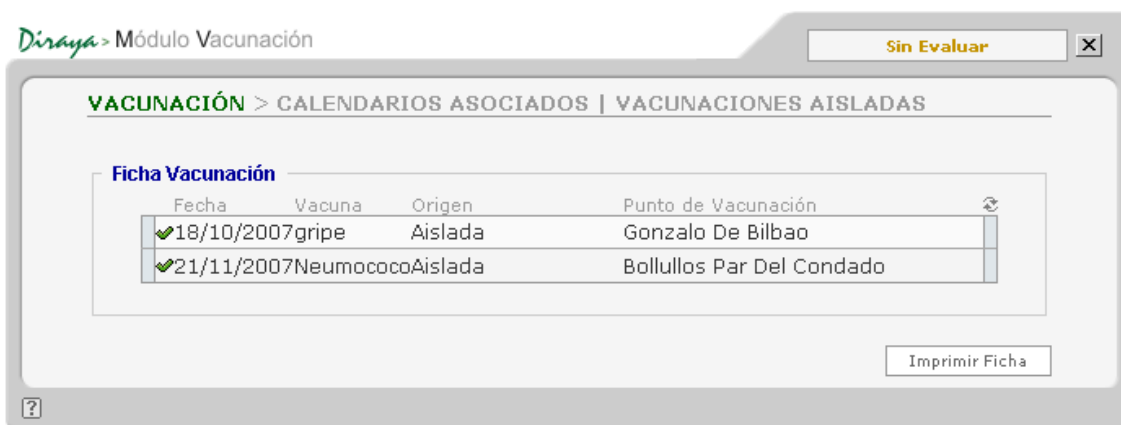 Diraya > Módulo Vacunación
Sin Evaluar
VACUNACIÓN > CALENDARIOS ASOCIADOS | VACUNACIONES AISLADAS
Ficha Vacunación
Fecha Vacuna Origen Punto de Vacunación
18/10/2007 gripe Aislada Gonzalo De Bilbao
21/11/2007 Neumococo Aislada Bollullos Par Del Condado
Imprimir Ficha
?